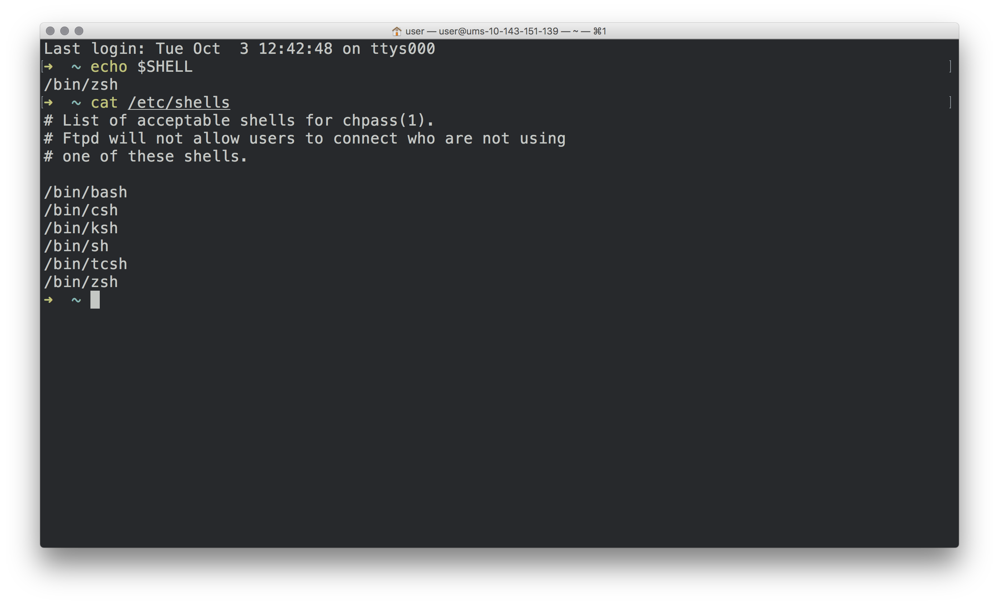 user — user@ums-10-143-151-139 — ~ — ⌘1
Last login: Tue Oct  3 12:42:48 on ttys000
[➜  ~ echo $SHELL ]
/bin/zsh
[➜  ~ cat /etc/shells ]
# List of acceptable shells for chpass(1).
# Ftpd will not allow users to connect who are not using
# one of these shells.

/bin/bash
/bin/csh
/bin/ksh
/bin/sh
/bin/tcsh
/bin/zsh
➜  ~